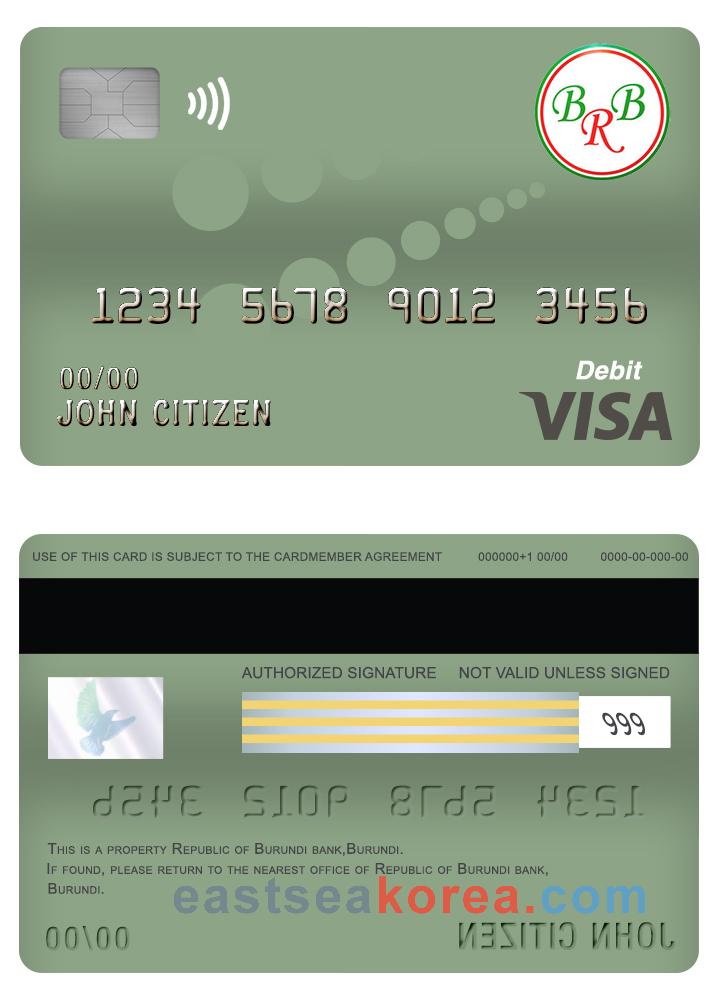 BRB
1234 5678 9012 3456
00/00
JOHN CITIZEN
Debit
VISA
USE OF THIS CARD IS SUBJECT TO THE CARDMEMBER AGREEMENT 000000+1 00/00 0000-00-000-00
AUTHORIZED SIGNATURE NOT VALID UNLESS SIGNED
999
1234 5678 9012 3456
This is a property Republic of Burundi bank,Burundi.
If found, please return to the nearest office of Republic of Burundi bank,
Burundi.
eastseakorea.com
00/00
JOHN CITIZEN